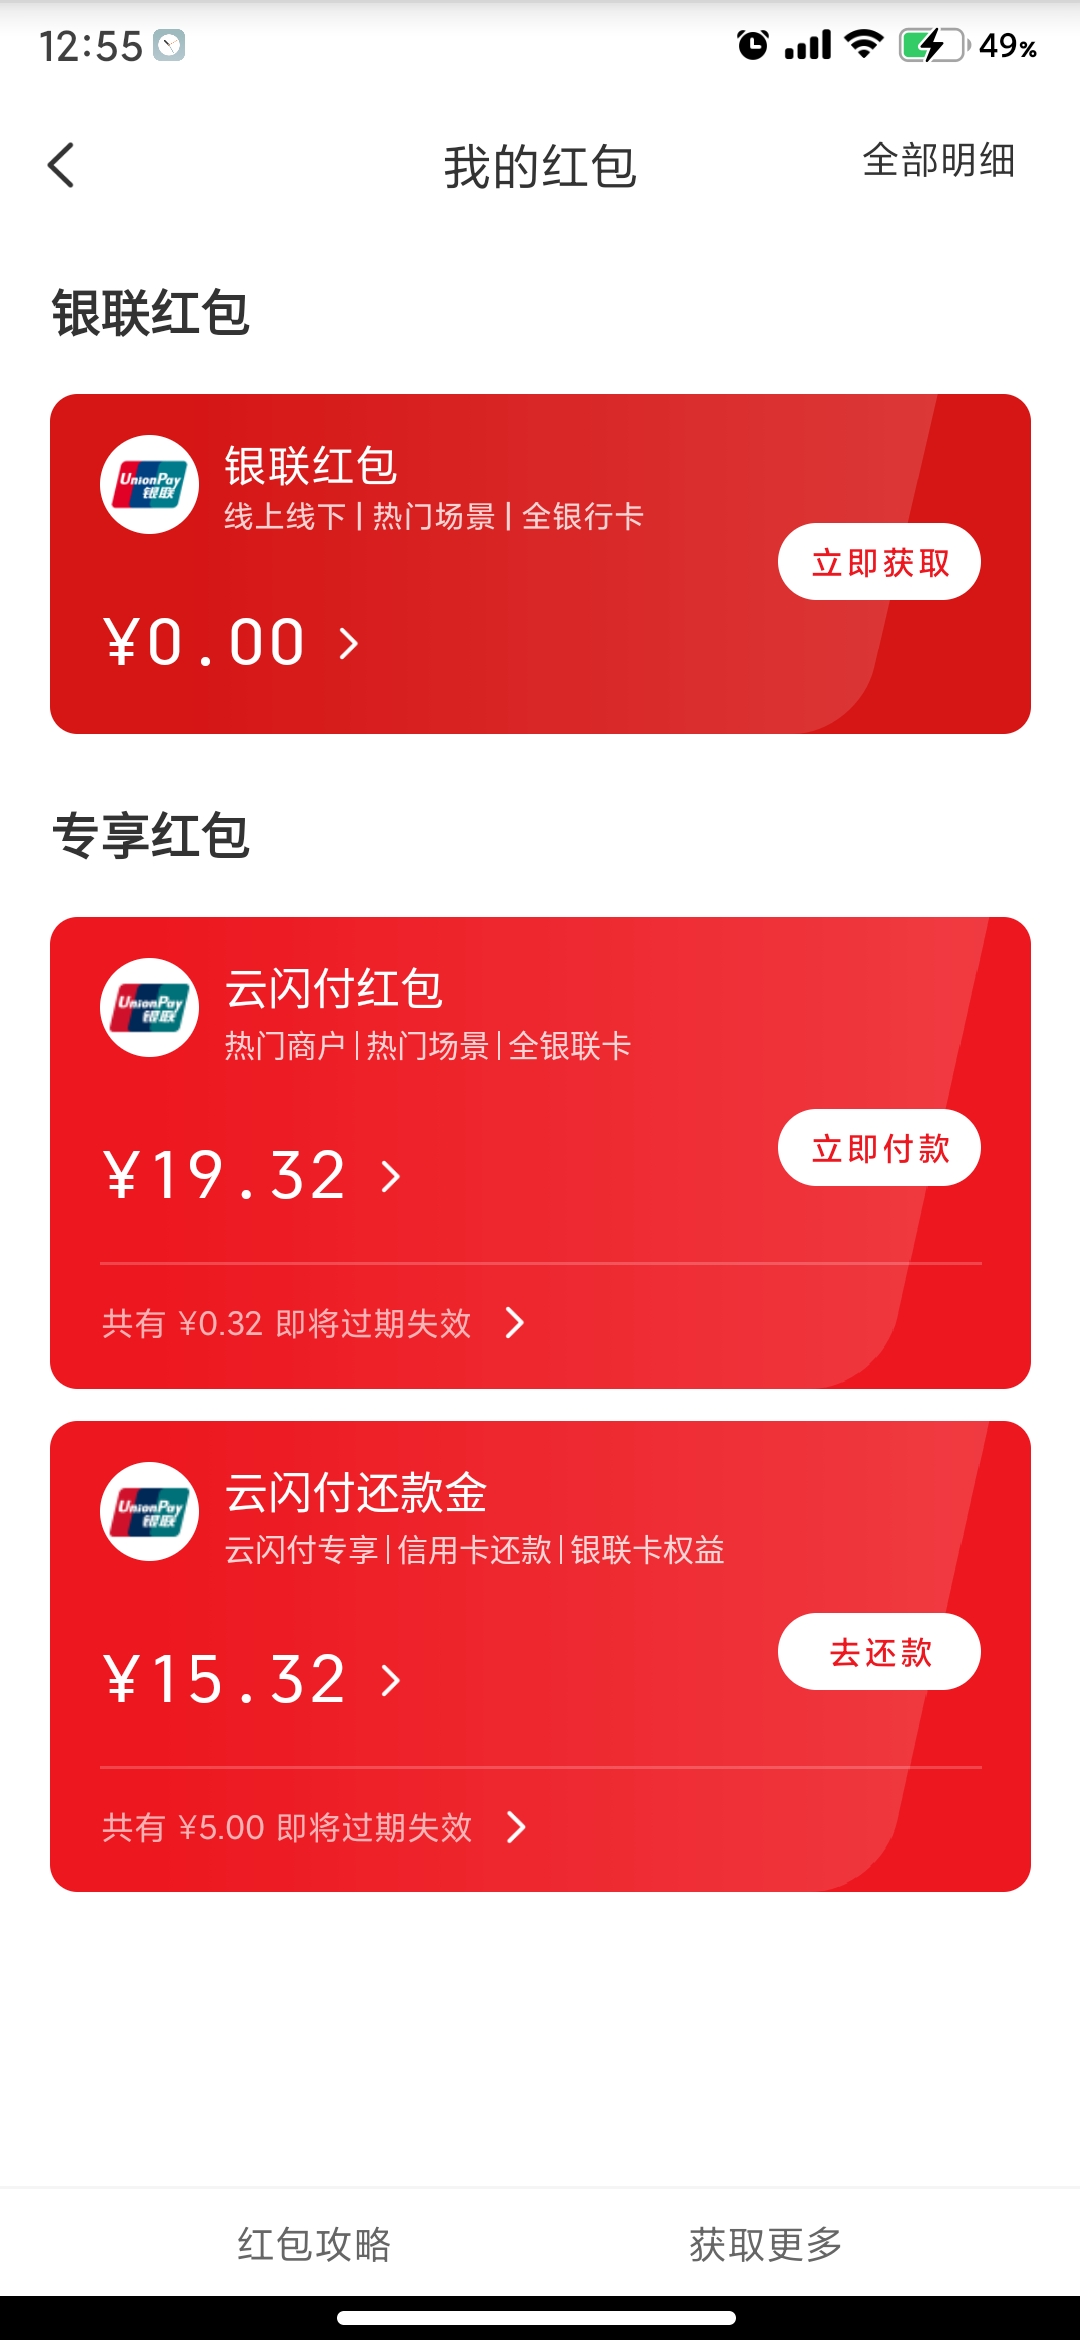 12:55
49%
我的红包
全部明细
银联红包
UnionPay
银联
银联红包
线上线下 | 热门场景 | 全银行卡
立即获取
¥0.00
专享红包
UnionPay
银联
云闪付红包
热门商户|热门场景|全银联卡
¥19.32
立即付款
共有 ¥0.32 即将过期失效
UnionPay
银联
云闪付还款金
云闪付专享|信用卡还款|银联卡权益
¥15.32
去还款
共有 ¥5.00 即将过期失效
红包攻略
获取更多